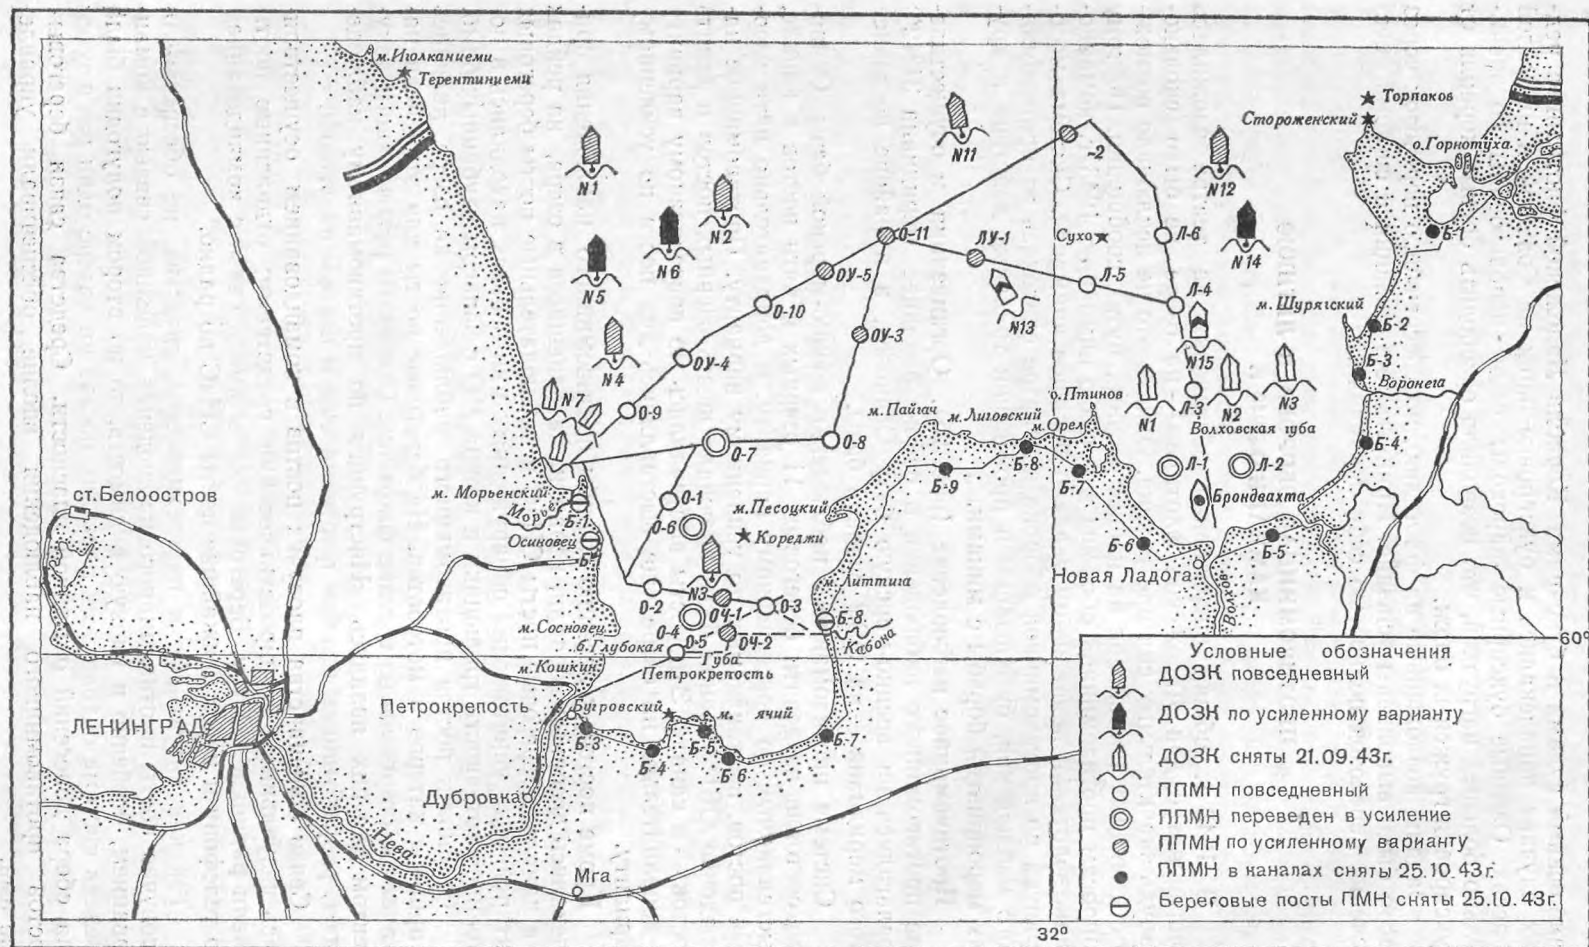 м.Иголканиеми
Терентиниеми
Торпаков
Стороженский
о.Горнотуха
N1
N11
-2
N12
N2
N6
N5
О-11
ЛУ-1
Сухо
Л-6
N14
Б-1
ОУ-5
Л-5
Л-4
N13
О-10
ОУ-3
м.Шурягский
Б-2
N4
ОУ-4
N15
Б-3
Воронега
N7
О-9
м.Пайгач
м.Лиговский
о.Птинов
м.Орел
N1
Л-3
N2
N3
Волховская губа
О-7
О-8
Б-4
Б-9
Б-8
Б-7
Л-1
Л-2
ст.Белоостров
м. Морьенский
Морье
Б-1
О-1
О-6
м.Песоцкий
Кореджи
Брондвахта
Осиновец
Б-6
Б-5
Новая Ладога
Волхов
N3
О-2
ОЧ-1
О-3
м.Литтига
Б-8
Кабона
м.Сосновец
О-4
О-5
ОЧ-2
б.Глубокая
Губа
Петрокрепость
м.Кошкин
60°
ЛЕНИНГРАД
Петрокрепость
Бугровский
м. ячий
Б-3
Б-4
Б-5
Б 6
Б-7
Дубровка
Нева
Мга
Условные обозначения
ДОЗК повседневный
ДОЗК по усиленному варианту
ДОЗК сняты 21.09.43г.
ППМН повседневный
ППМН переведен в усиление
ППМН по усиленному варианту
ППМН в каналах сняты 25.10.43г.
Береговые посты ПМН сняты 25.10.43г.
32°